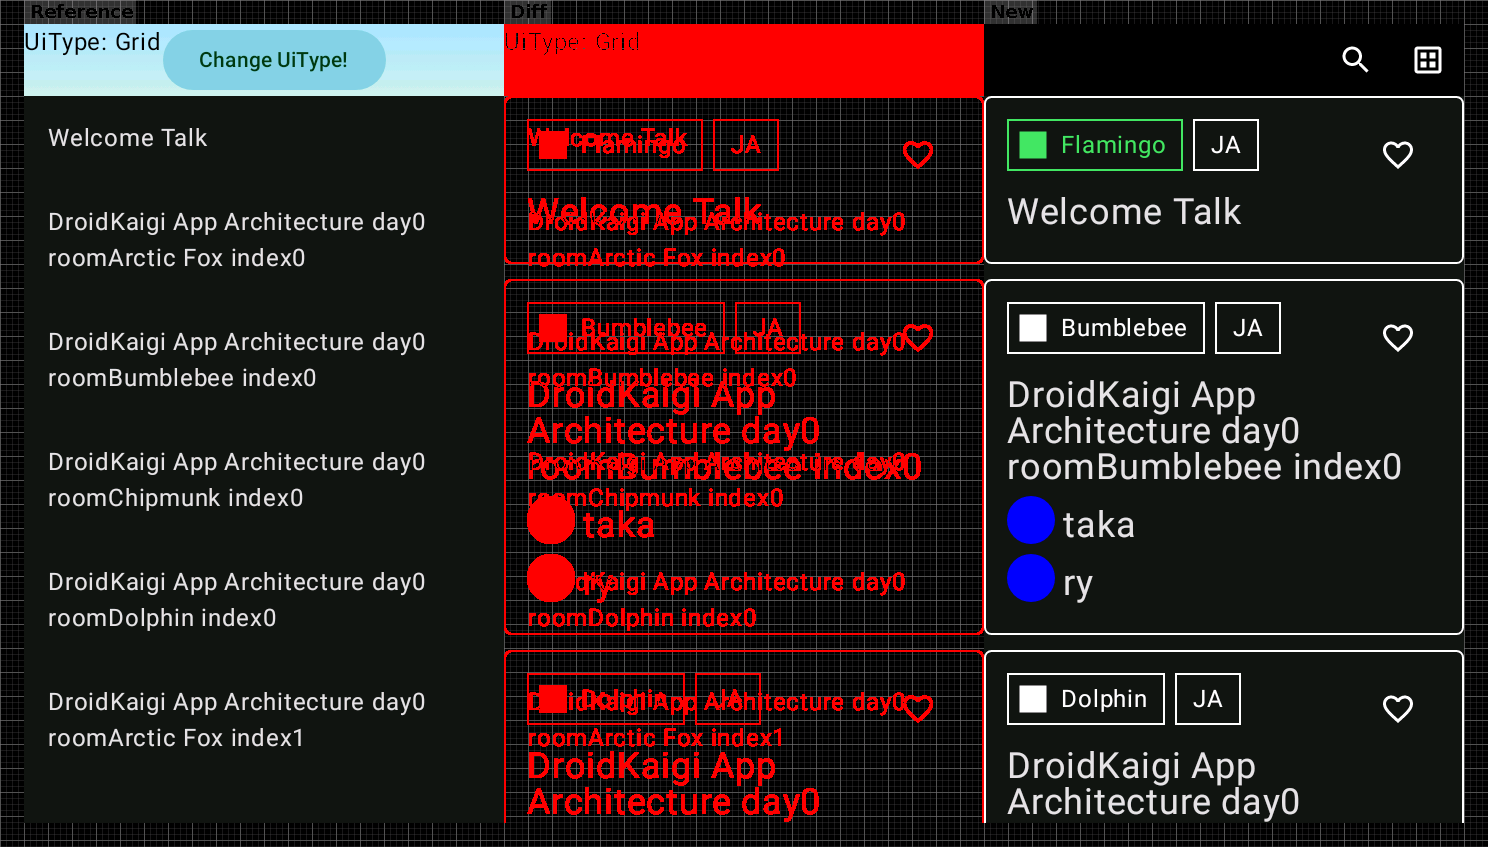 Reference
UiType: Grid
Change UiType!
Welcome Talk
DroidKaigi App Architecture day0
roomArctic Fox index0
DroidKaigi App Architecture day0
roomBumblebee index0
DroidKaigi App Architecture day0
roomChipmunk index0
DroidKaigi App Architecture day0
roomDolphin index0
DroidKaigi App Architecture day0
roomArctic Fox index1
Diff
UiType: Grid
Welcome Talk
Flamingo
JA
Welcome Talk
DroidKaigi App Architecture day0
roomArctic Fox index0
Bumblebee
JA
DroidKaigi App Architecture day0
roomBumblebee index0
DroidKaigi App
Architecture day0
DroidKaigi App Architecture day0
roomBumblebee index0
roomChipmunk index0
taka
DroidKaigi App Architecture day0
ry
roomDolphin index0
Dolphin
JA
DroidKaigi App Architecture day0
roomArctic Fox index1
DroidKaigi App
Architecture day0
New
Flamingo
JA
Welcome Talk
Bumblebee
JA
DroidKaigi App
Architecture day0
roomBumblebee index0
taka
ry
Dolphin
JA
DroidKaigi App
Architecture day0